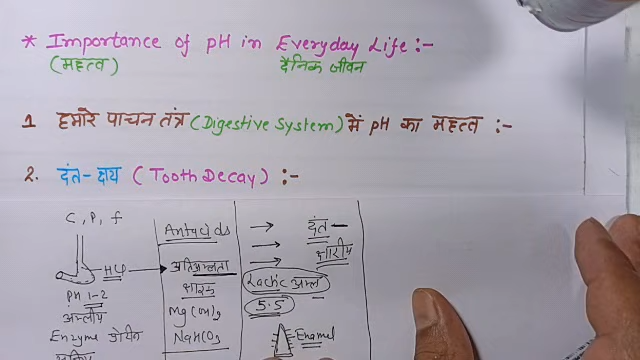 * Importance of pH in Everyday Life :-
(महत्व) दैनिक जीवन
1 हमारे पाचन तंत्र (Digestive System) में pH का महत्व :-
2. दंत-क्षय (Tooth Decay) :-
C, P, f
Antacids → दंत
HCl → अतिअम्लता → क्षारीय
PH 1-2 Lactic अम्ल
अम्लीय Mg(OH)2 5.5
Enzyme NaHCO3 Enamel